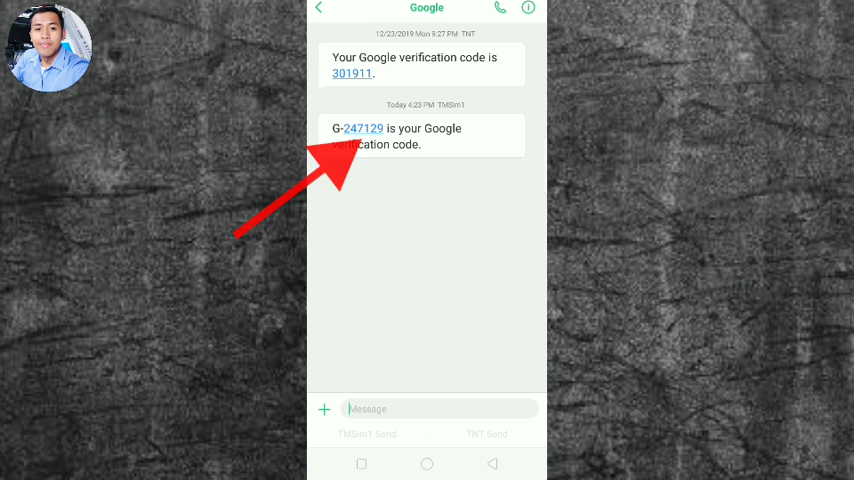 Google
12/23/2019 Mon 9:27 PM TNT
Your Google verification code is
301911.
Today 4:23 PM TMSim1
G-247129 is your Google
verification code.
Message
TMSim1 Send
TNT Send